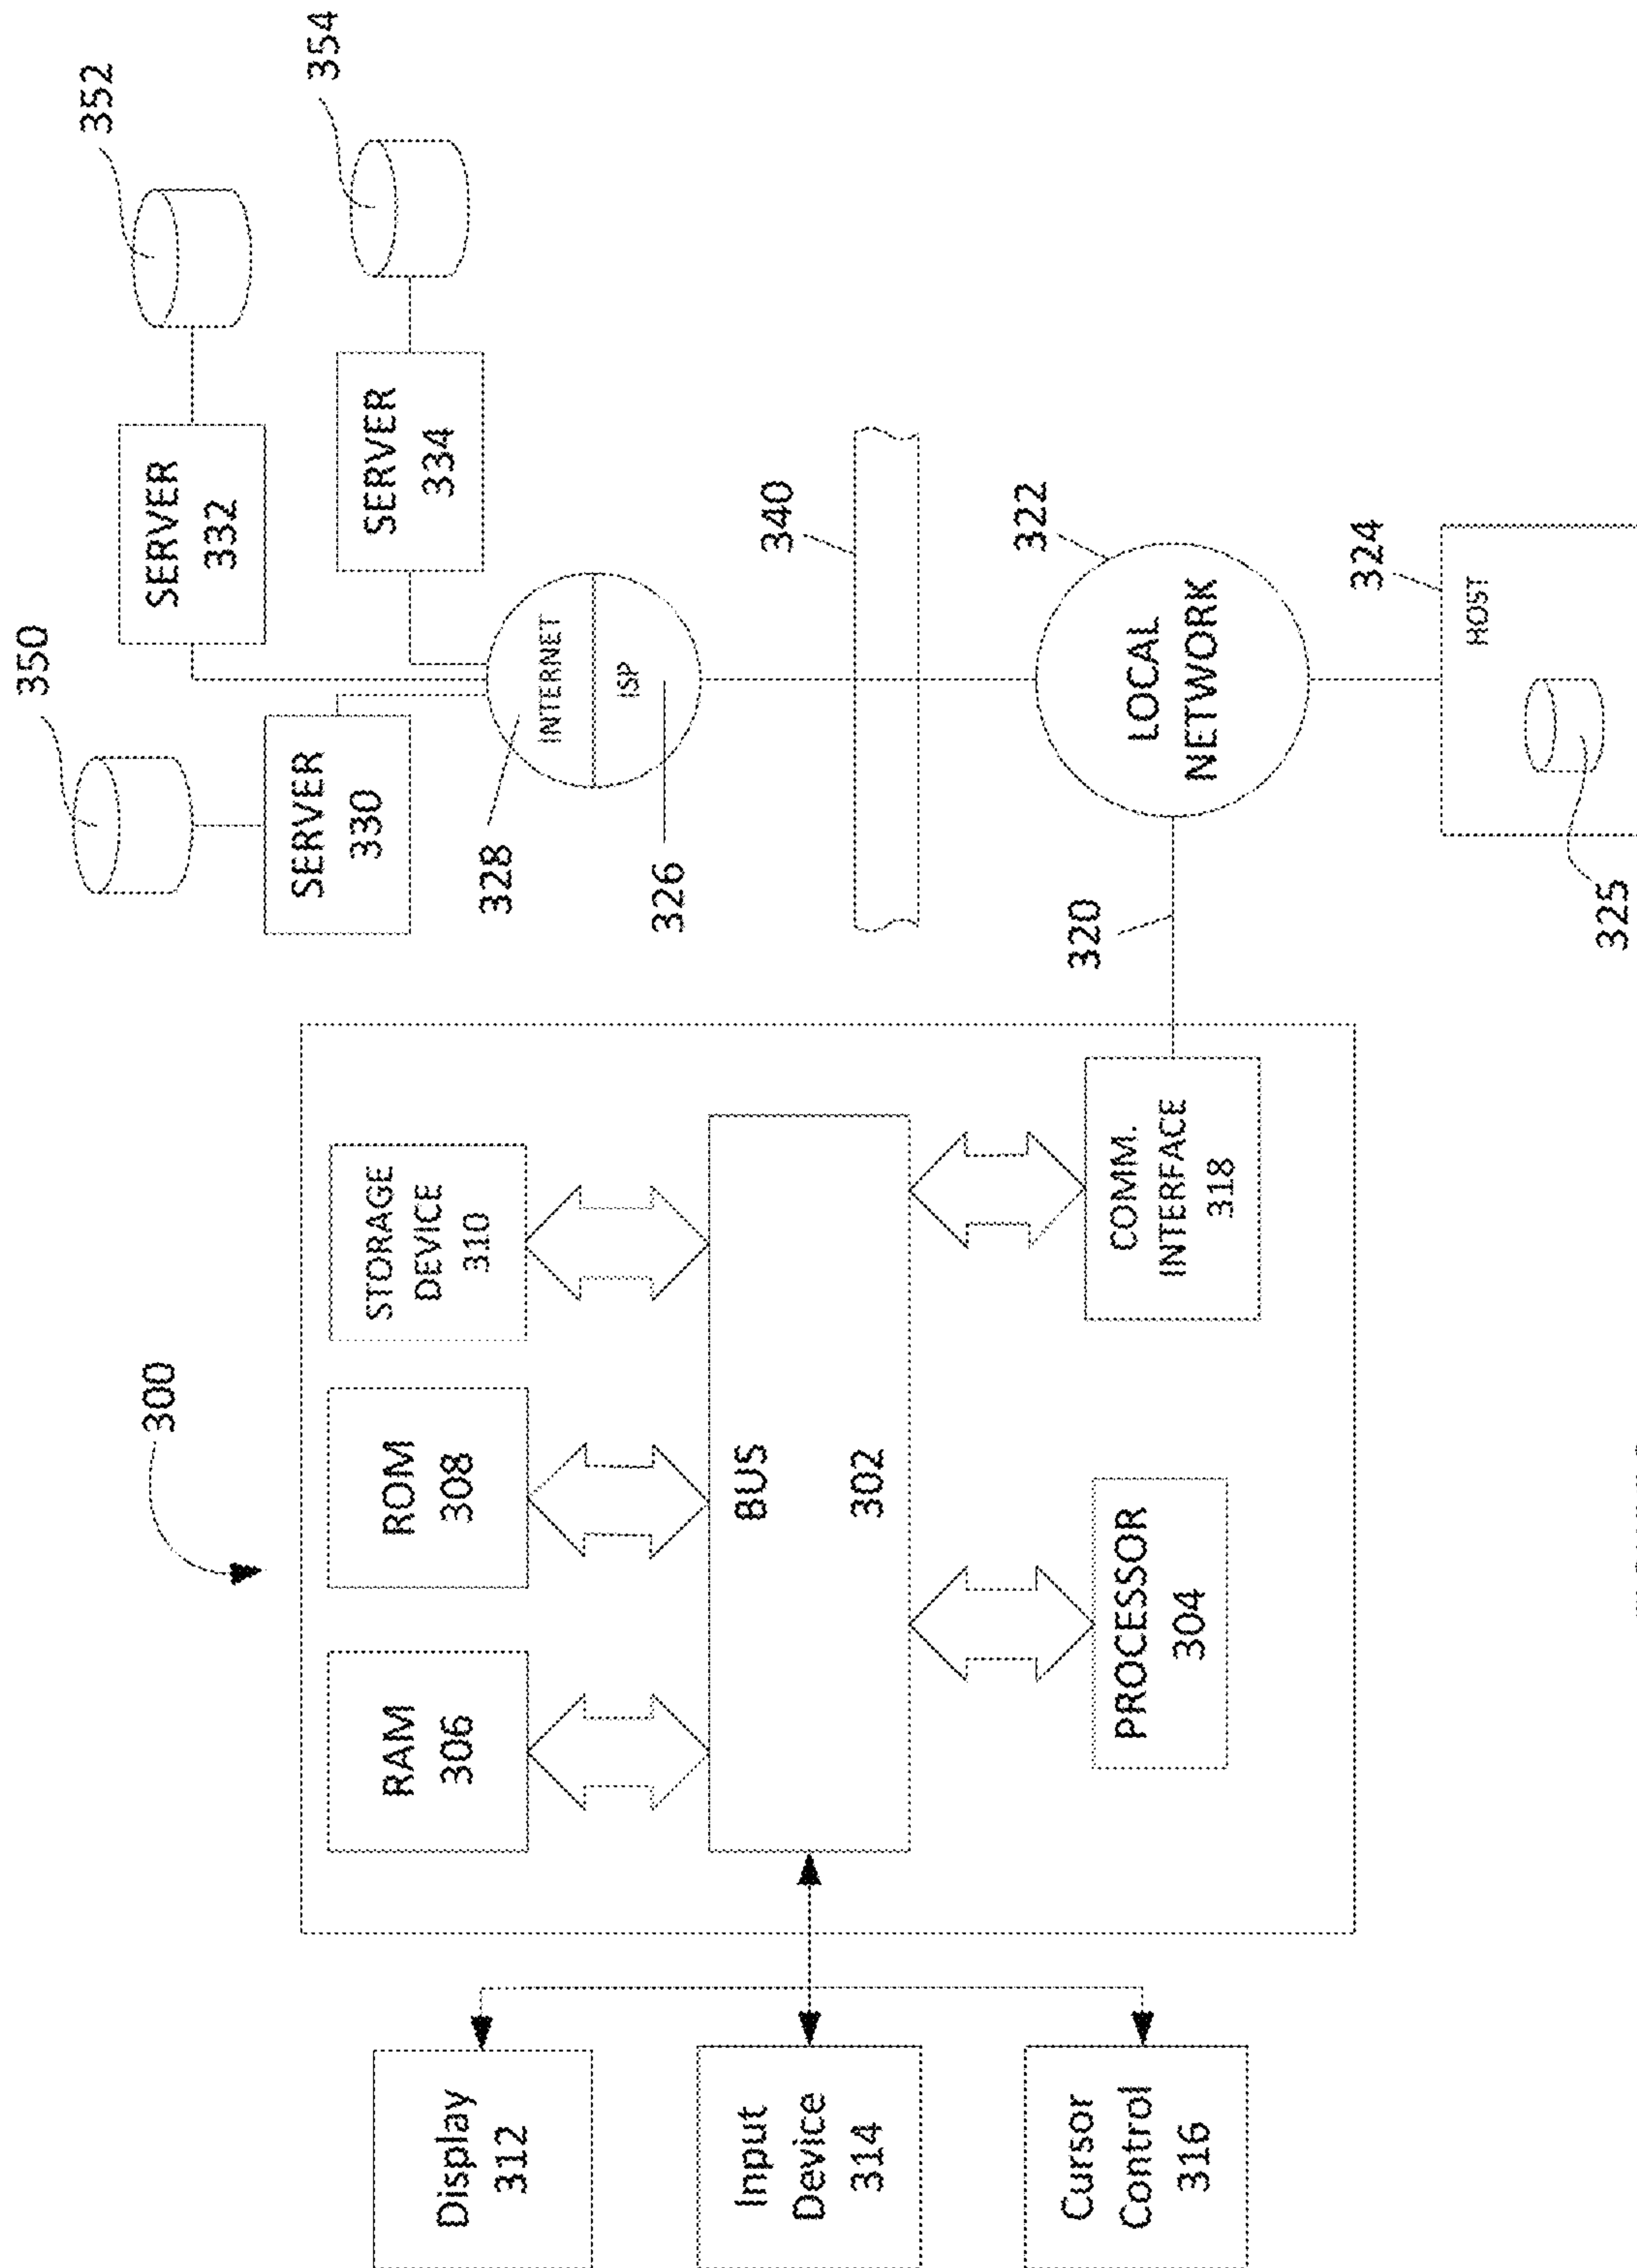 300
350
352
354
SERVER
332
SERVER
330
SERVER
334
328
INTERNET
ISP
326
340
RAM
306
ROM
308
STORAGE
DEVICE
310
BUS
302
Display
312
Input
Device
314
Cursor
Control
316
PROCESSOR
304
COMM.
INTERFACE
318
320
322
LOCAL
NETWORK
324
HOST
325